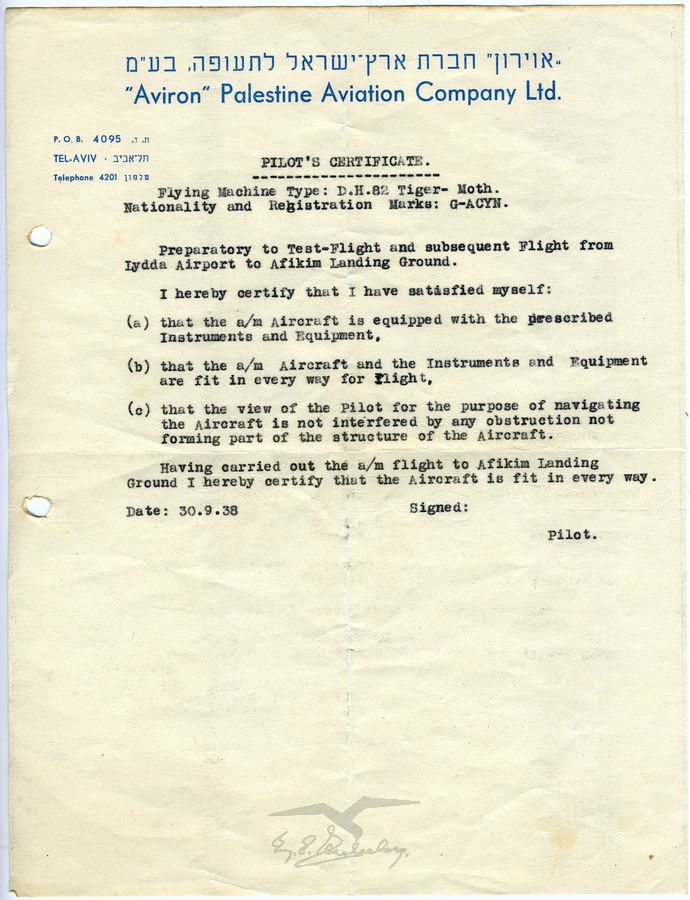 "אוירון" חברת ארץ־ישראל לתעופה, בע"מ
"Aviron" Palestine Aviation Company Ltd.
P. O. B. 4095 ת. ד.
TEL-AVIV · תל־אביב
Telephone 4201 טלפון
PILOT'S CERTIFICATE.
Flying Machine Type: D.H.82 Tiger- Moth.
Nationality and Registration Marks: G-ACYN.
Preparatory to Test-Flight and subsequent Flight from
Lydda Airport to Afikim Landing Ground.
I hereby certify that I have satisfied myself:
(a) that the a/m Aircraft is equipped with the prescribed
Instruments and Equipment,
(b) that the a/m Aircraft and the Instruments and Equipment
are fit in every way for flight,
(c) that the view of the Pilot for the purpose of navigating
the Aircraft is not interfered by any obstruction not
forming part of the structure of the Aircraft.
Having carried out the a/m flight to Afikim Landing
Ground I hereby certify that the Aircraft is fit in every way.
Date: 30.9.38 Signed:
Pilot.